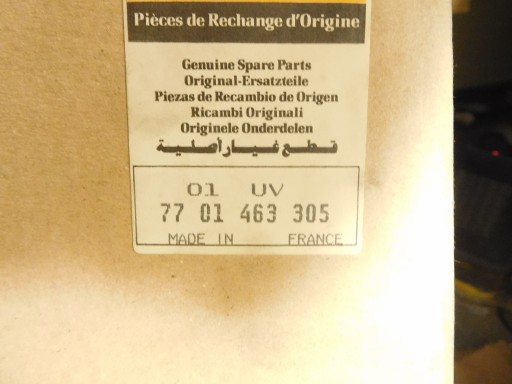 Pièces de Rechange d'Origine
Genuine Spare Parts
Original-Ersatzteile
Piezas de Recambio de Origen
Ricambi Originali
Originele Onderdelen
قطع غيار أصلية
01 UV
77 01 463 305
MADE IN FRANCE